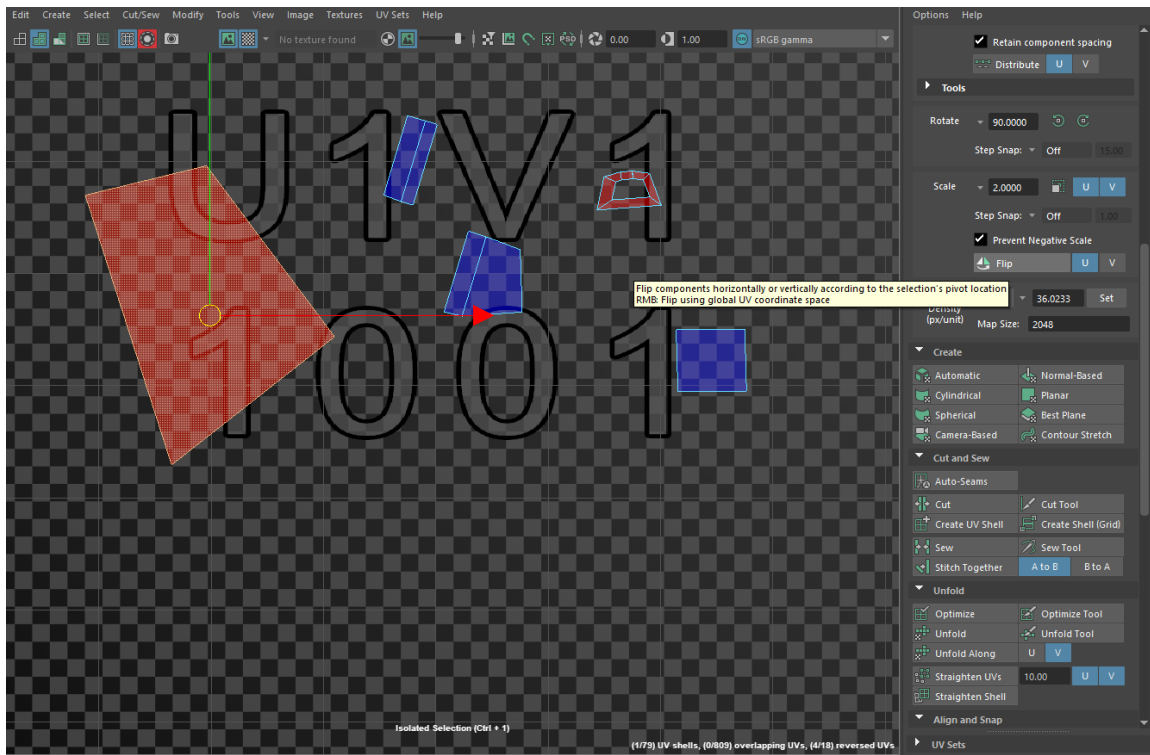 Edit Create Select Cut/Sew Modify Tools View Image Textures UV Sets Help
No texture found 0.00 1.00 sRGB gamma
U1V1
1001
Isolated Selection (Ctrl + 1)
(1/79) UV shells, (0/809) overlapping UVs, (4/18) reversed UVs
Options Help
Retain component spacing
Distribute U V
Tools
Rotate 90.0000
Step Snap: Off 15.00
Scale 2.0000 U V
Step Snap: Off 1.00
Prevent Negative Scale
Flip U V
Flip components horizontally or vertically according to the selection's pivot location
RMB: Flip using global UV coordinate space
36.0233 Set
(px/unit) Map Size: 2048
Create
Automatic Normal-Based
Cylindrical Planar
Spherical Best Plane
Camera-Based Contour Stretch
Cut and Sew
Auto-Seams
Cut Cut Tool
Create UV Shell Create Shell (Grid)
Sew Sew Tool
Stitch Together A to B B to A
Unfold
Optimize Optimize Tool
Unfold Unfold Tool
Unfold Along U V
Straighten UVs 10.00 U V
Straighten Shell
Align and Snap
UV Sets